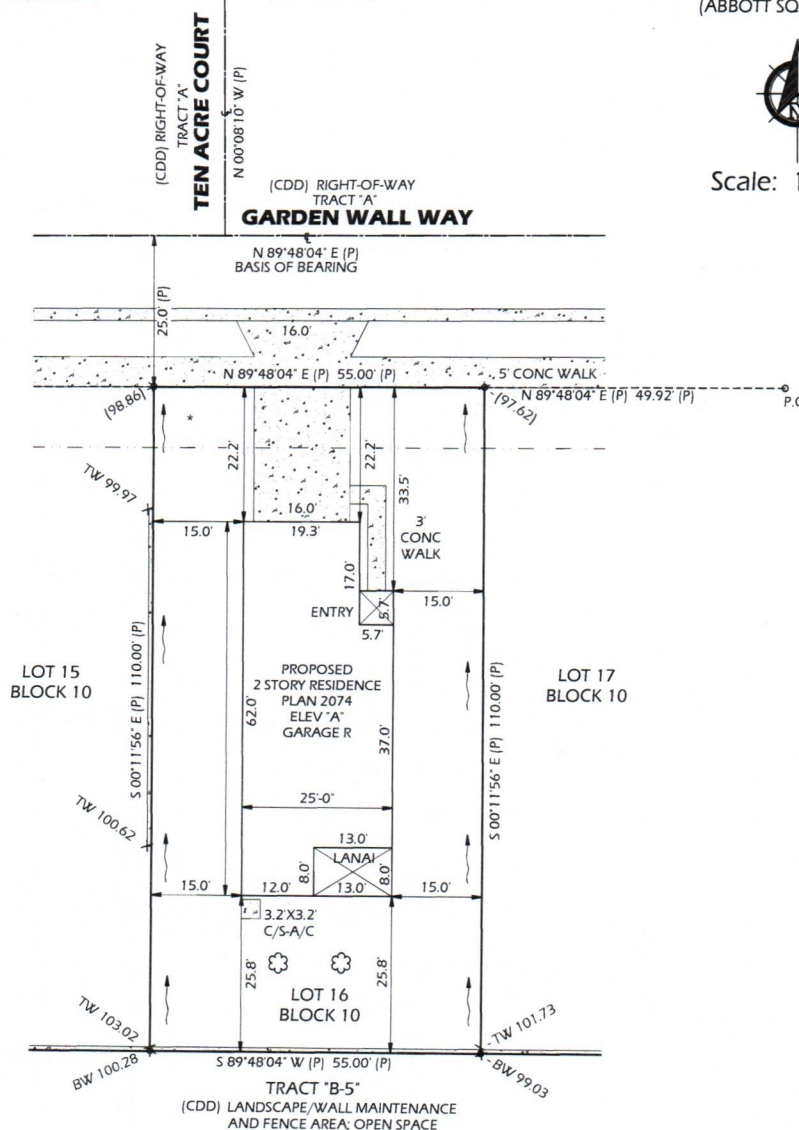 (ABBOTT SQ
(CDD) RIGHT-OF-WAY
TRACT "A"
TEN ACRE COURT
N 00°08'10" W (P)
N
Scale: 1
(CDD) RIGHT-OF-WAY
TRACT "A"
GARDEN WALL WAY
N 89°48'04" E (P)
BASIS OF BEARING
25.0' (P)
16.0'
N 89°48'04" E (P) 55.00' (P)
5' CONC WALK
N 89°48'04" E (P) 49.92' (P)
P.C
(98.86)
(97.62)
*
22.2'
22.2'
33.5'
TW 99.97
16.0'
15.0'
19.3'
3'
CONC
WALK
17.0'
15.0'
ENTRY
5.7'
5.7'
LOT 15
BLOCK 10
S 00°11'56" E (P) 110.00' (P)
62.0'
PROPOSED
2 STORY RESIDENCE
PLAN 2074
ELEV "A"
GARAGE R
37.0'
S 00°11'56" E (P) 110.00' (P)
LOT 17
BLOCK 10
25'-0"
TW 100.62
13.0'
LANAI
8.0'
8.0'
15.0'
12.0'
13.0'
15.0'
3.2'X3.2'
C/S-A/C
25.8'
25.8'
LOT 16
BLOCK 10
TW 103.02
TW 101.73
BW 100.28
BW 99.03
S 89°48'04" W (P) 55.00' (P)
TRACT "B-5"
(CDD) LANDSCAPE/WALL MAINTENANCE
AND FENCE AREA; OPEN SPACE